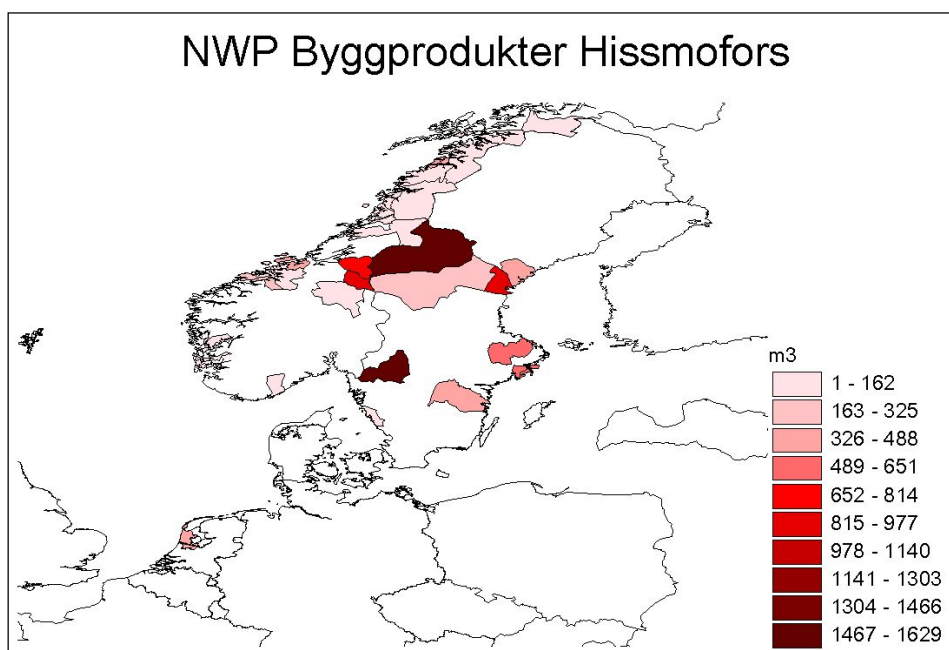 NWP Byggprodukter Hissmofors
m3
1 - 162
163 - 325
326 - 488
489 - 651
652 - 814
815 - 977
978 - 1140
1141 - 1303
1304 - 1466
1467 - 1629